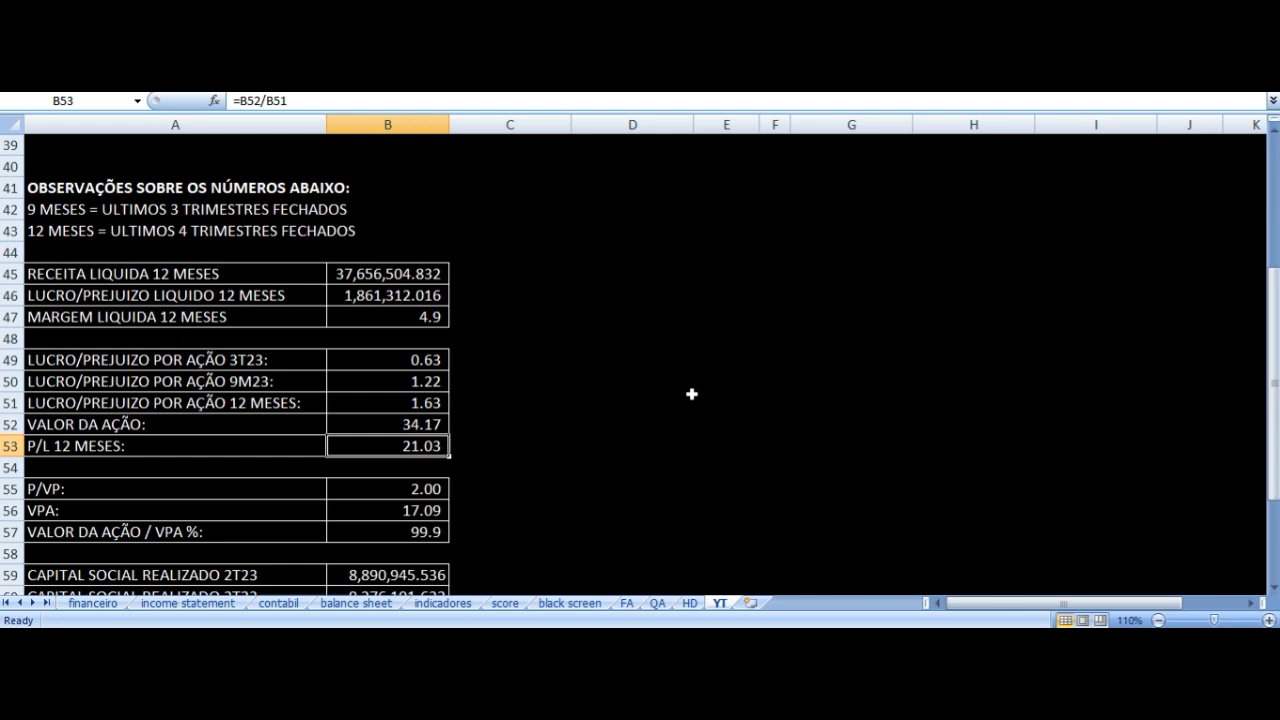 B53 fx =B52/B51
A B C D E F G H I J K
39
40
41 OBSERVAÇÕES SOBRE OS NÚMEROS ABAIXO:
42 9 MESES = ULTIMOS 3 TRIMESTRES FECHADOS
43 12 MESES = ULTIMOS 4 TRIMESTRES FECHADOS
44
45 RECEITA LIQUIDA 12 MESES 37,656,504.832
46 LUCRO/PREJUIZO LIQUIDO 12 MESES 1,861,312.016
47 MARGEM LIQUIDA 12 MESES 4.9
48
49 LUCRO/PREJUIZO POR AÇÃO 3T23: 0.63
50 LUCRO/PREJUIZO POR AÇÃO 9M23: 1.22
51 LUCRO/PREJUIZO POR AÇÃO 12 MESES: 1.63
52 VALOR DA AÇÃO: 34.17
53 P/L 12 MESES: 21.03
54
55 P/VP: 2.00
56 VPA: 17.09
57 VALOR DA AÇÃO / VPA %: 99.9
58
59 CAPITAL SOCIAL REALIZADO 2T23 8,890,945.536
financeiro income statement contabil balance sheet indicadores score black screen FA QA HD YT
Ready 110%